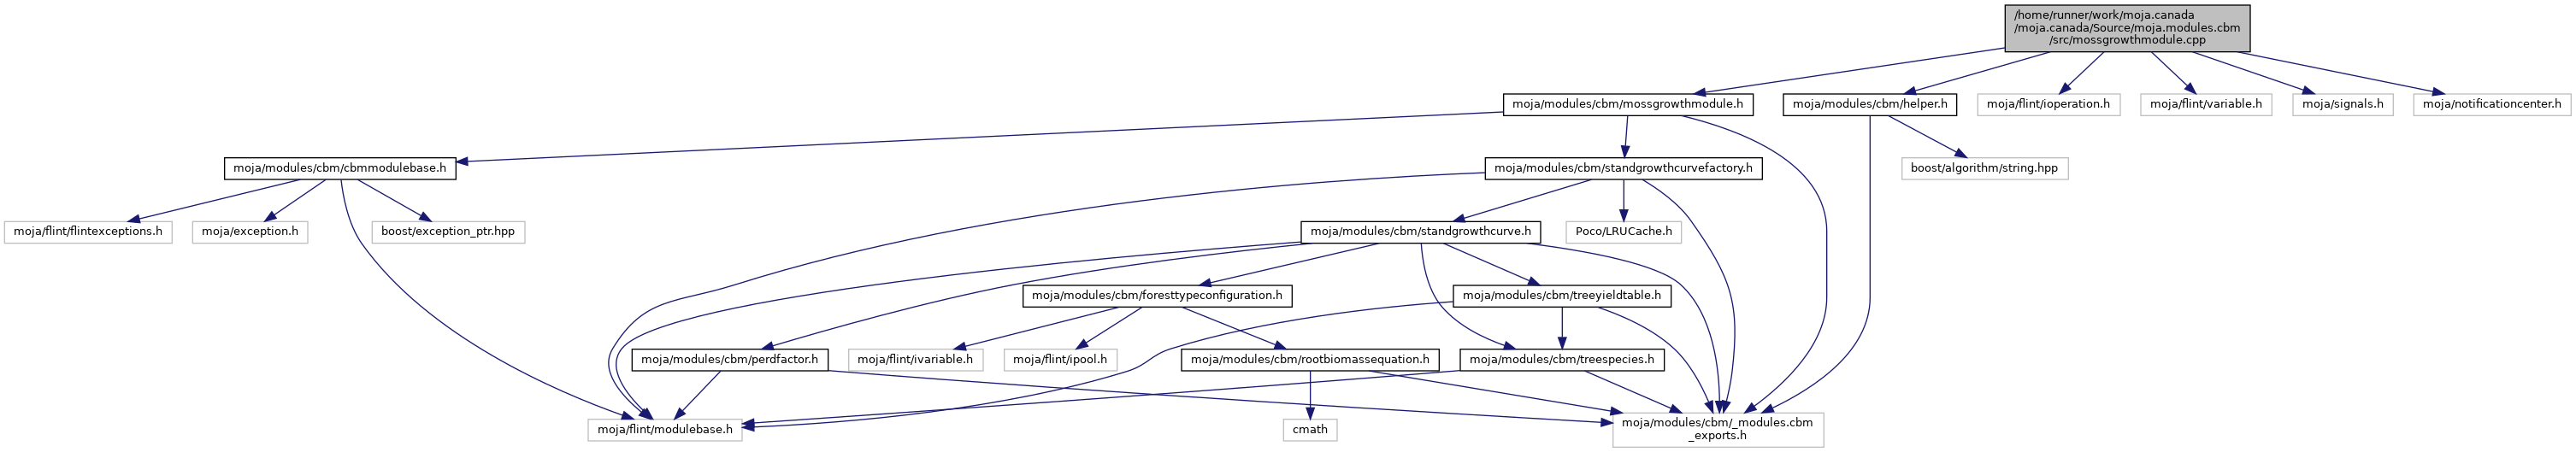 /home/runner/work/moja.canada
/moja.canada/Source/moja.modules.cbm
/src/mossgrowthmodule.cpp
moja/modules/cbm/mossgrowthmodule.h
moja/modules/cbm/helper.h
moja/flint/ioperation.h
moja/flint/variable.h
moja/signals.h
moja/notificationcenter.h
moja/modules/cbm/cbmmodulebase.h
moja/modules/cbm/standgrowthcurvefactory.h
boost/algorithm/string.hpp
moja/flint/flintexceptions.h
moja/exception.h
boost/exception_ptr.hpp
moja/modules/cbm/standgrowthcurve.h
Poco/LRUCache.h
moja/modules/cbm/foresttypeconfiguration.h
moja/modules/cbm/treeyieldtable.h
moja/modules/cbm/perdfactor.h
moja/flint/ivariable.h
moja/flint/ipool.h
moja/modules/cbm/rootbiomassequation.h
moja/modules/cbm/treespecies.h
moja/flint/modulebase.h
cmath
moja/modules/cbm/_modules.cbm
_exports.h